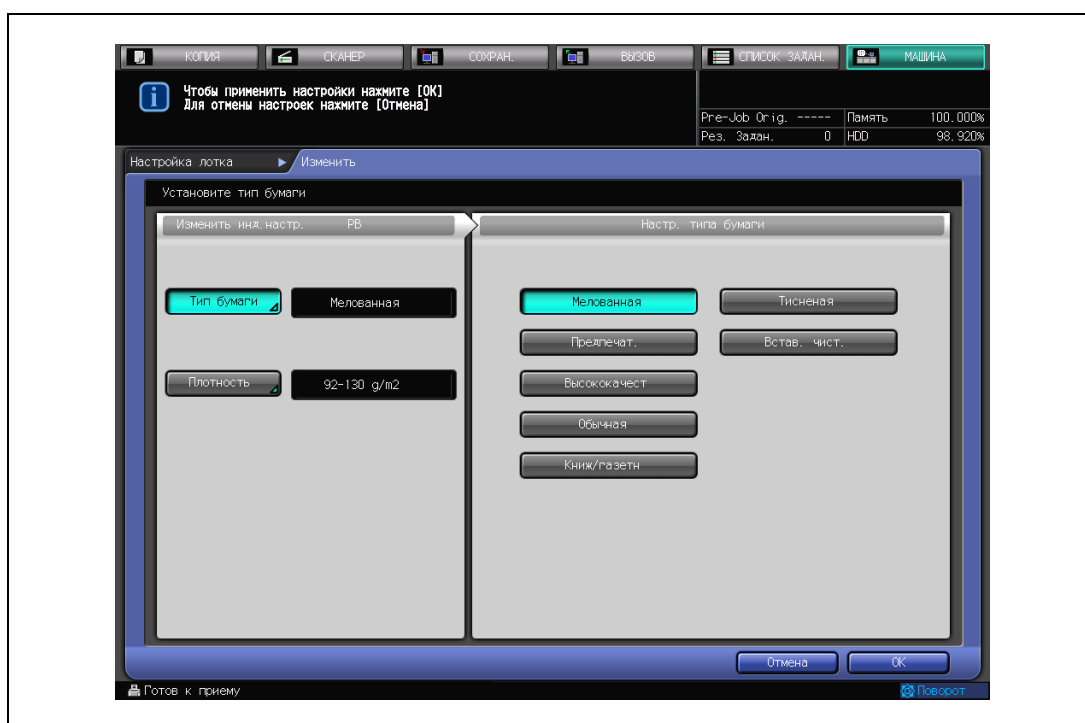 КОПИЯ СКАНЕР СОХРАН. ВЫЗОВ СПИСОК ЗАДАН. МАШИНА
Чтобы применить настройки нажмите [OK]
Для отмены настроек нажмите [Отмена]
Pre-Job Orig. ----- Память 100.000%
Рез. Задан. 0 HDD 98.920%
Настройка лотка Изменить
Установите тип бумаги
Изменить инд.настр. PB Настр. типа бумаги
Тип бумаги Мелованная Мелованная Тисненая
Предпечат. Встав. чист.
Плотность 92-130 g/m2 Высококачест
Обычная
Книж/газетн
Отмена OK
Готов к приему Поворот